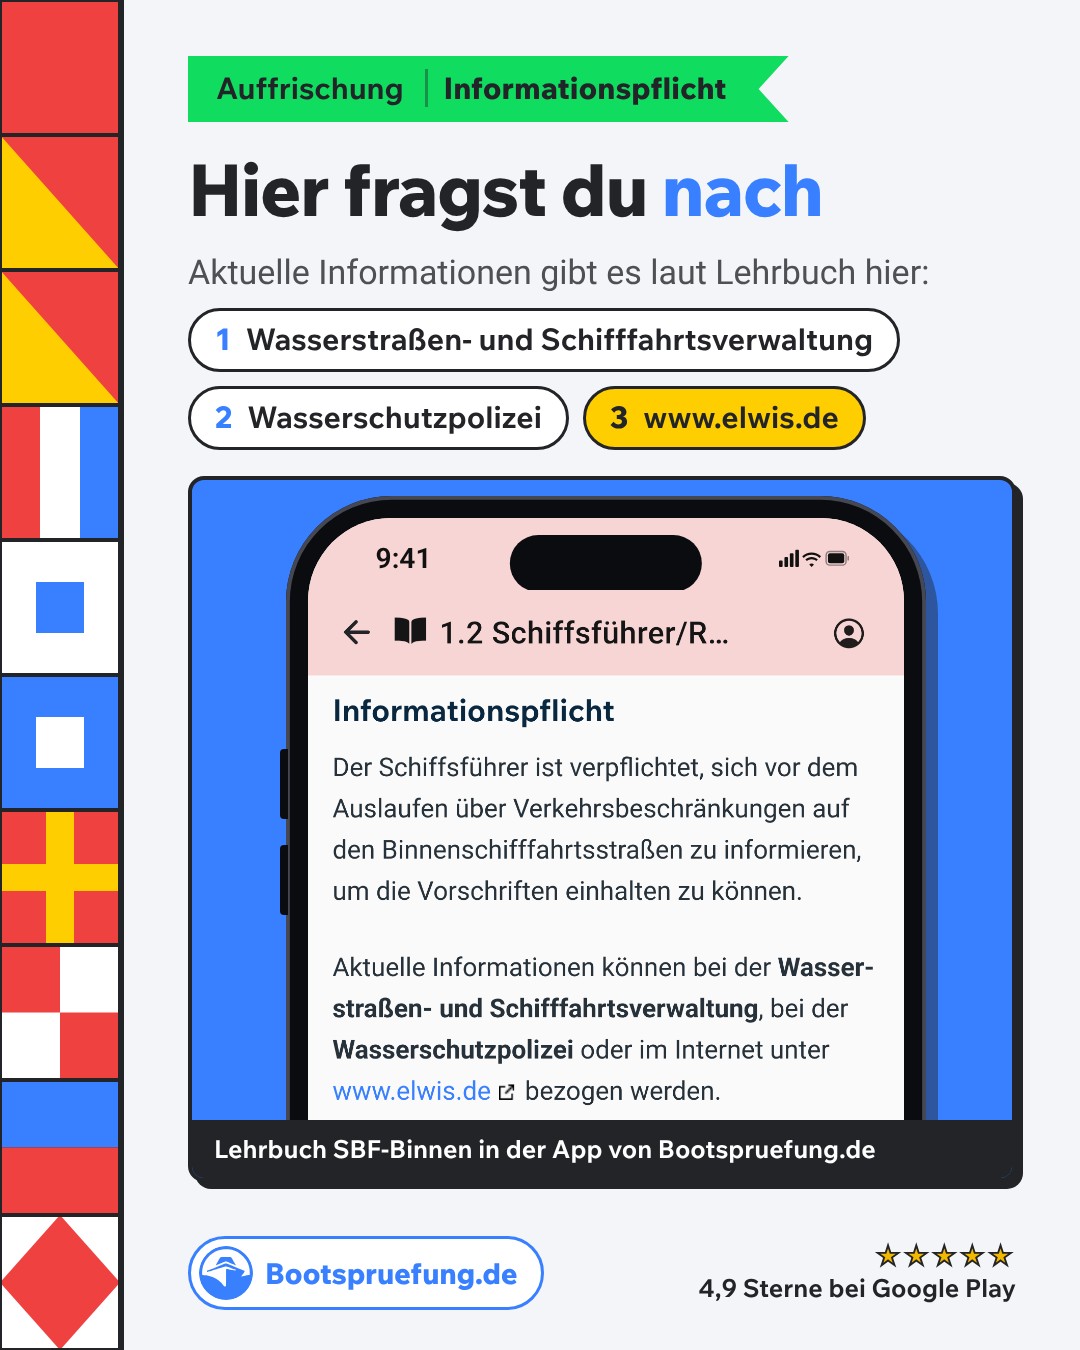 Auffrischung | Informationspflicht
Hier fragst du nach
Aktuelle Informationen gibt es laut Lehrbuch hier:
1 Wasserstraßen- und Schifffahrtsverwaltung
2 Wasserschutzpolizei 3 www.elwis.de
9:41
1.2 Schiffsführer/R...
Informationspflicht
Der Schiffsführer ist verpflichtet, sich vor dem
Auslaufen über Verkehrsbeschränkungen auf
den Binnenschifffahrtsstraßen zu informieren,
um die Vorschriften einhalten zu können.
Aktuelle Informationen können bei der Wasser-
straßen- und Schifffahrtsverwaltung, bei der
Wasserschutzpolizei oder im Internet unter
www.elwis.de bezogen werden.
Lehrbuch SBF-Binnen in der App von Bootspruefung.de
Bootspruefung.de
4,9 Sterne bei Google Play